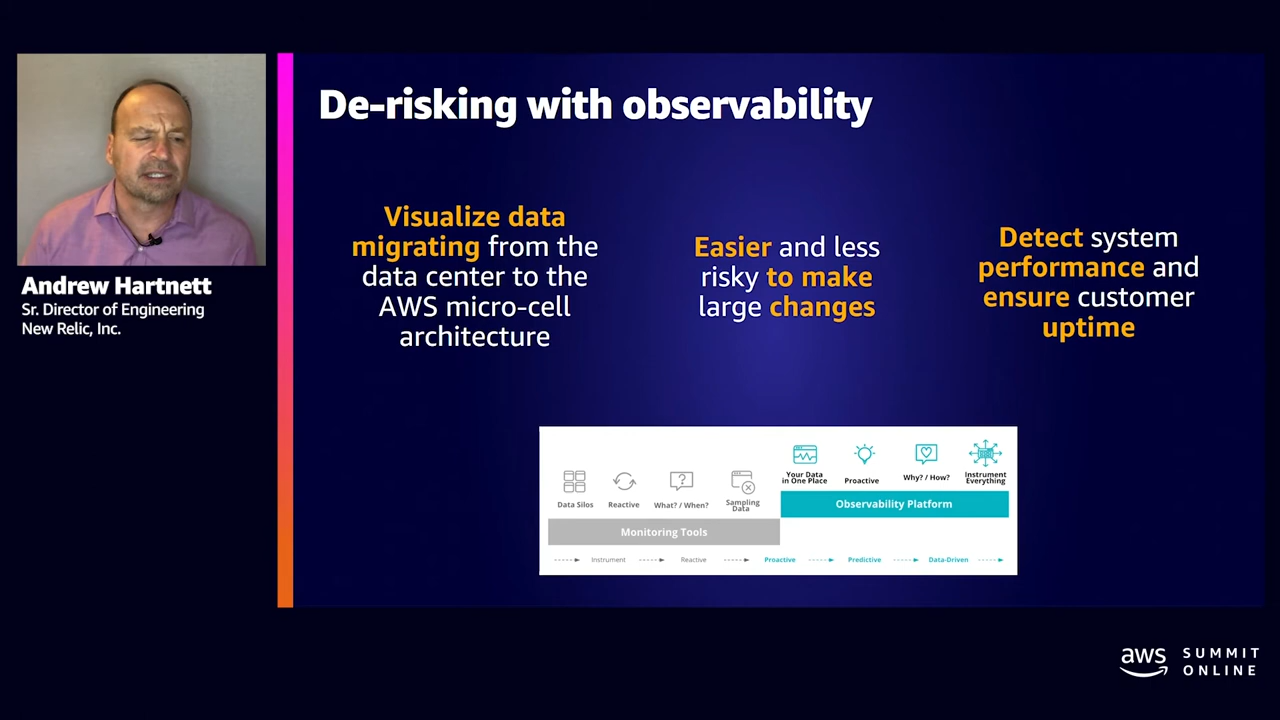 De-risking with observability
Andrew Hartnett
Sr. Director of Engineering
New Relic, Inc.
Visualize data
migrating from the
data center to the
AWS micro-cell
architecture
Easier and less
risky to make
large changes
Detect system
performance and
ensure customer
uptime
Data Silos
Reactive
What? / When?
Sampling
Data
Monitoring Tools
Your Data
in One Place
Proactive
Why? / How?
Instrument
Everything
Observability Platform
Instrument
Reactive
Proactive
Predictive
Data-Driven
aws
SUMMIT
ONLINE